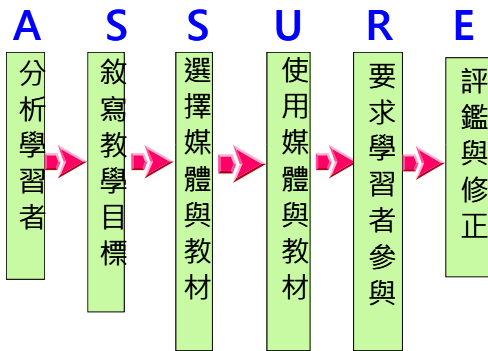 A S S U R E
分析學習者
敘寫教學目標
選擇媒體與教材
使用媒體與教材
要求學習者參與
評鑑與修正